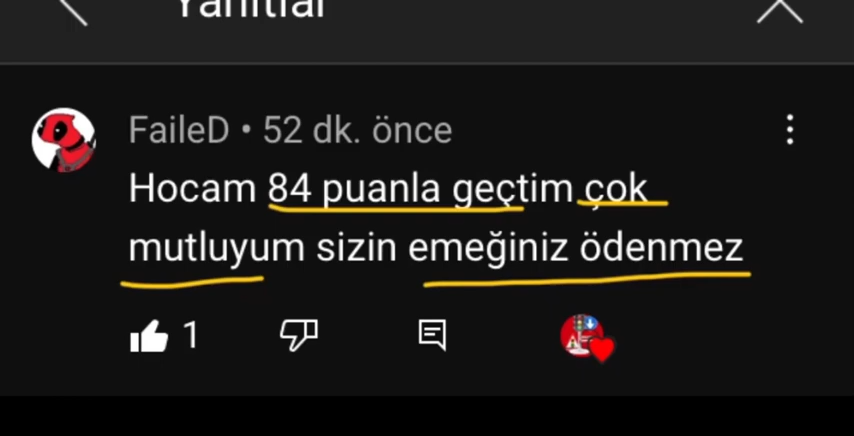 Yanıtlar
FaileD • 52 dk. önce
Hocam 84 puanla geçtim çok
mutluyum sizin emeğiniz ödenmez
1